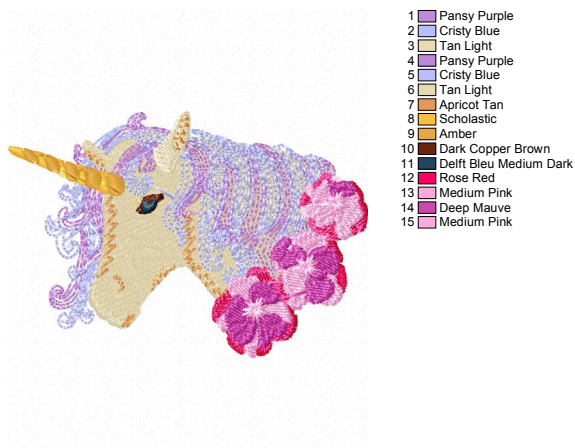 1 Pansy Purple
2 Cristy Blue
3 Tan Light
4 Pansy Purple
5 Cristy Blue
6 Tan Light
7 Apricot Tan
8 Scholastic
9 Amber
10 Dark Copper Brown
11 Delft Bleu Medium Dark
12 Rose Red
13 Medium Pink
14 Deep Mauve
15 Medium Pink